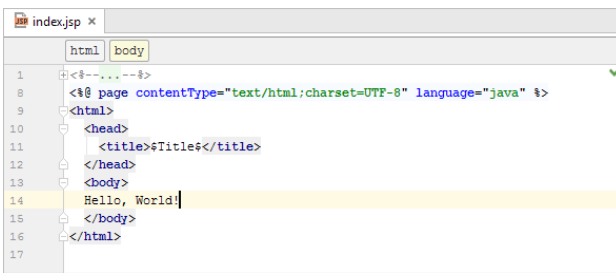 JSP index.jsp ×
html body
1 <%--...--%>
8 <%@ page contentType="text/html;charset=UTF-8" language="java" %>
9 <html>
10 <head>
11 <title>$Title$</title>
12 </head>
13 <body>
14 Hello, World!
15 </body>
16 </html>
17